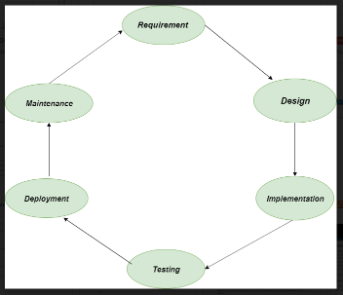 Requirement
Design
Implementation
Testing
Deployment
Maintenance